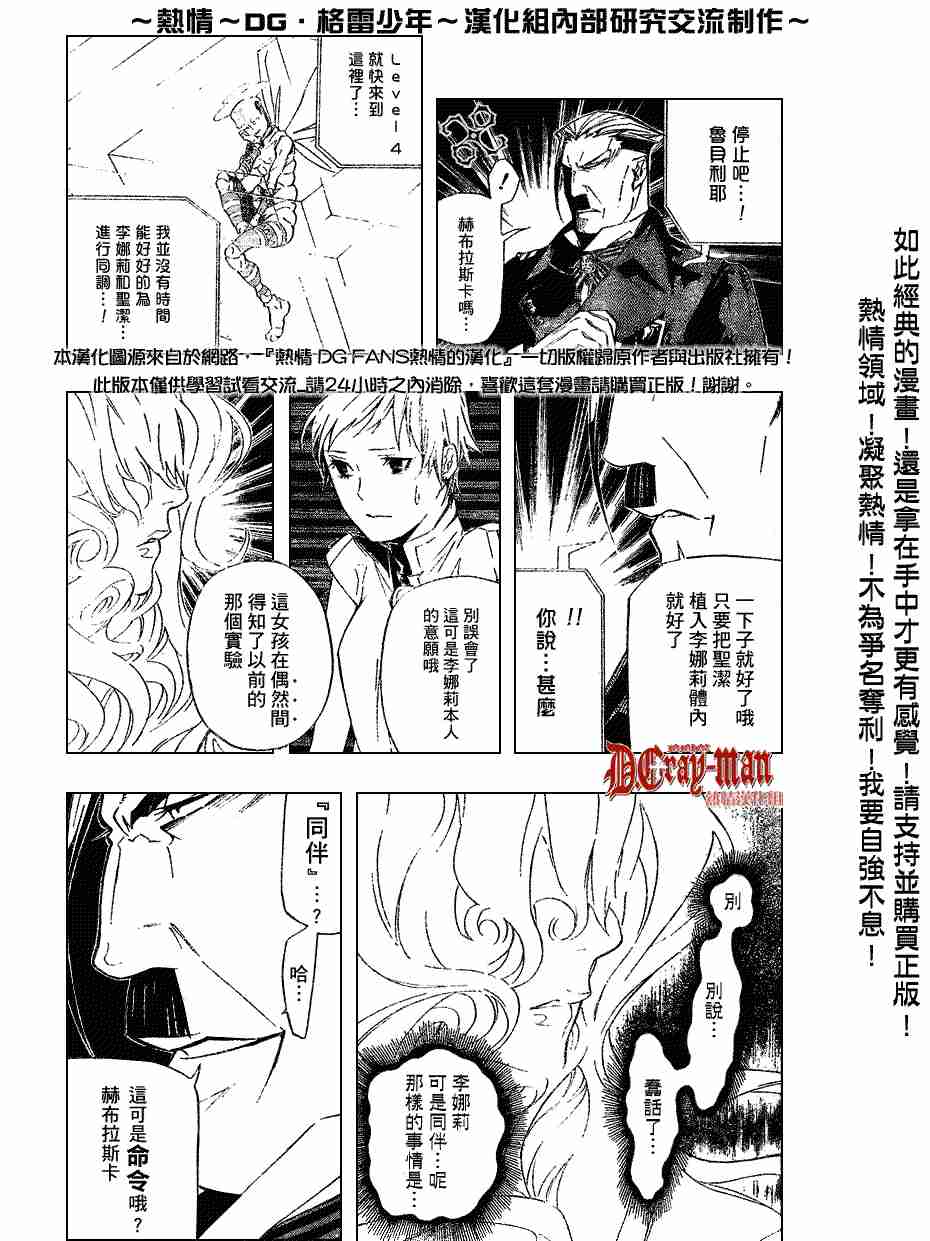 ～熱情～DG·格雷少年～漢化組內部研究交流制作～
停止吧…！
魯貝利耶
！
赫布拉斯卡嗎…
Level4
就快來到
這裡了…
我並沒有時間
能好好的為
李娜莉和聖潔…
進行同調…！
本漢化圖源來自於網路，『熱情 DG FANS熱情的漢化』一切版權歸原作者與出版社擁有！
此版本僅供學習試看交流 請24小時之內消除，喜歡這套漫畫請購買正版！謝謝。
一下子就好了哦
只要把聖潔
植入李娜莉體內
就好了
!!
你說…甚麼
別誤會了
這可是李娜莉本人
的意願哦
這女孩在偶然間
得知了以前的
那個實驗
D.Gray-man
別
別說…
蠢話了…
李娜莉
可是同伴…呢
那樣的事情是…
『同伴』…？
哈…
這可是命令哦？
赫布拉斯卡
如此經典的漫畫！還是拿在手中才更有感覺！請支持並購買正版！
熱情領域！凝聚熱情！不為爭名奪利！我要自強不息！